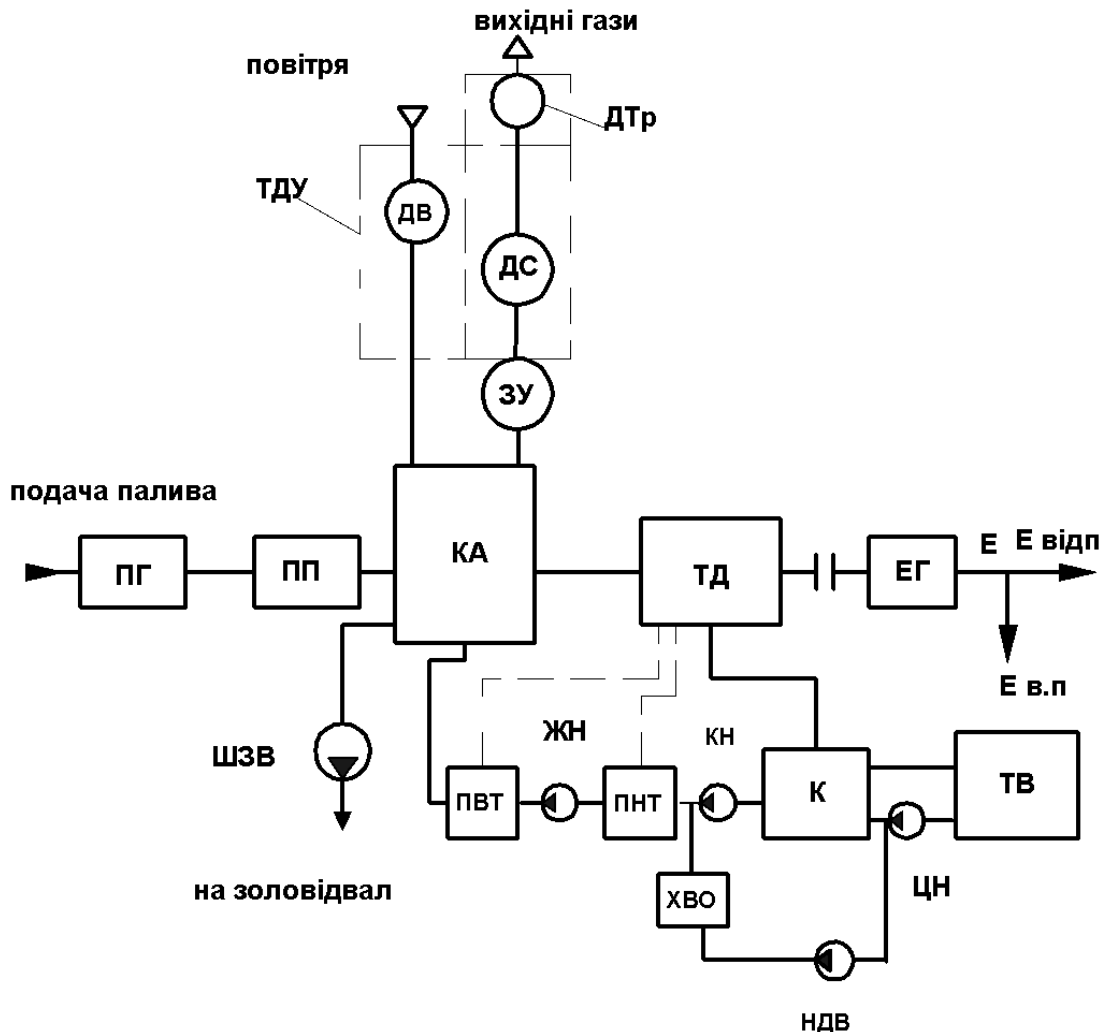 вихідні гази
повітря
ДТр
ТДУ
ДВ
ДС
ЗУ
подача палива
ПГ
ПП
КА
ТД
ЕГ
Е
Е відп
Е в.п
ШЗВ
ЖН
КН
ПВТ
ПНТ
К
ТВ
на золовідвал
ХВО
ЦН
НДВ